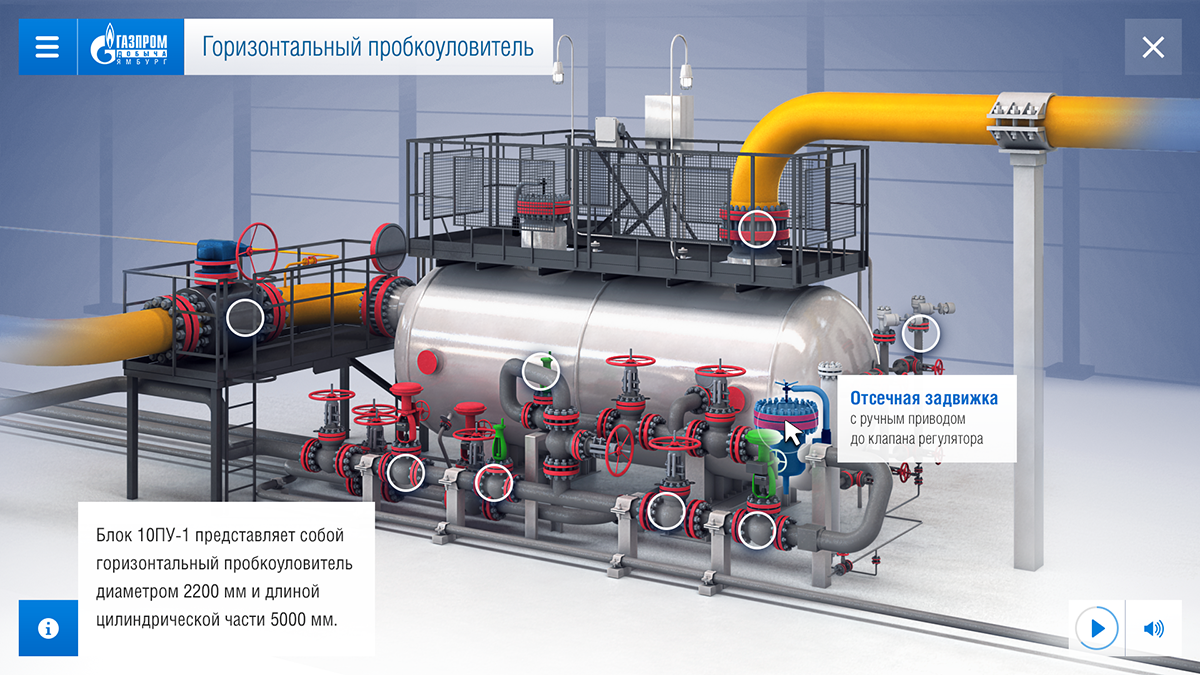 ГАЗПРОМ
ДОБЫЧА
ЯМБУРГ
Горизонтальный пробкоуловитель
Отсечная задвижка
с ручным приводом
до клапана регулятора
Блок 10ПУ-1 представляет собой
горизонтальный пробкоуловитель
диаметром 2200 мм и длиной
цилиндрической части 5000 мм.